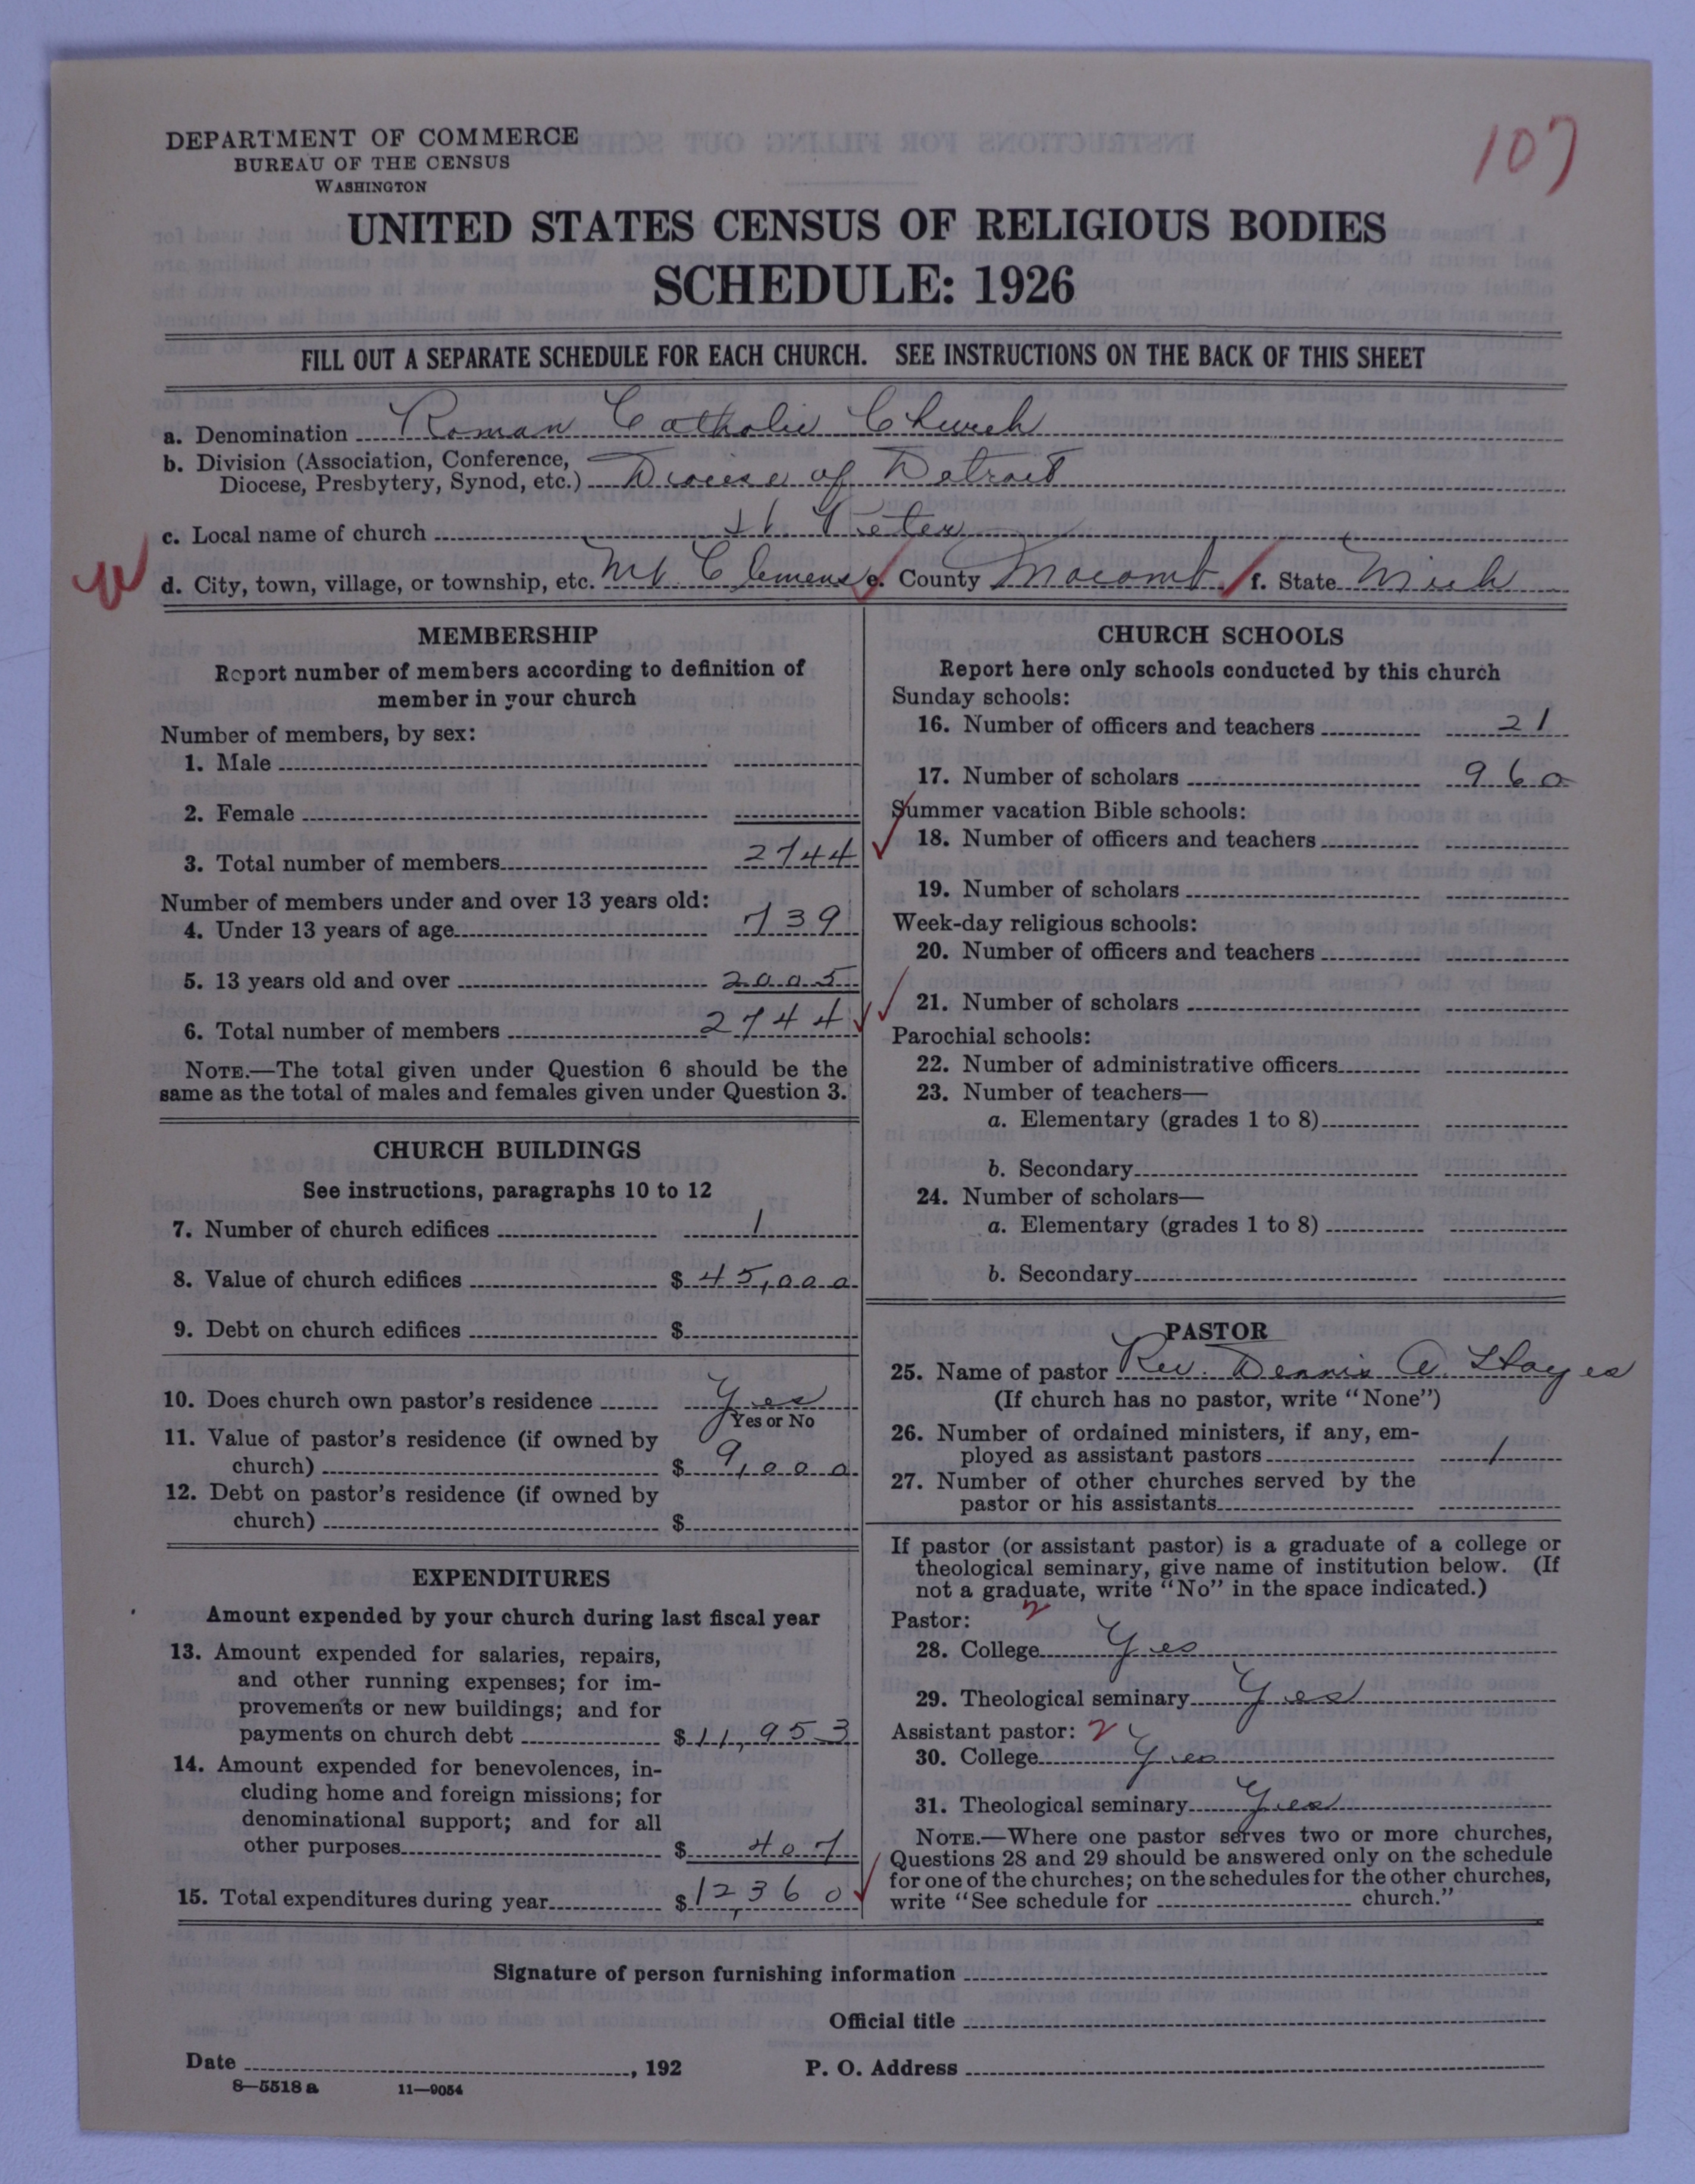 107
DEPARTMENT OF COMMERCE
BUREAU OF THE CENSUS
WASHINGTON
UNITED STATES CENSUS OF RELIGIOUS BODIES
SCHEDULE: 1926
FILL OUT A SEPARATE SCHEDULE FOR EACH CHURCH. SEE INSTRUCTIONS ON THE BACK OF THIS SHEET
a. Denomination Roman Catholic Church
b. Division (Association, Conference, Diocese, Presbytery, Synod, etc.) Diocese of Detroit
c. Local name of church St. Peter
d. City, town, village, or township, etc. Mt. Clemens e. County Macomb f. State Mich
MEMBERSHIP
Report number of members according to definition of
member in your church
Number of members, by sex:
1. Male
2. Female
3. Total number of members 2744
Number of members under and over 13 years old:
4. Under 13 years of age 739
5. 13 years old and over 2005
6. Total number of members 2744
NOTE.—The total given under Question 6 should be the
same as the total of males and females given under Question 3.
CHURCH BUILDINGS
See instructions, paragraphs 10 to 12
7. Number of church edifices 1
8. Value of church edifices $ 45,000
9. Debt on church edifices $
10. Does church own pastor's residence Yes
Yes or No
11. Value of pastor's residence (if owned by
church) $ 9,000
12. Debt on pastor's residence (if owned by
church) $
EXPENDITURES
Amount expended by your church during last fiscal year
13. Amount expended for salaries, repairs,
and other running expenses; for im-
provements or new buildings; and for
payments on church debt $ 11,953
14. Amount expended for benevolences, in-
cluding home and foreign missions; for
denominational support; and for all
other purposes $ 407
15. Total expenditures during year $ 12,360
CHURCH SCHOOLS
Report here only schools conducted by this church
Sunday schools:
16. Number of officers and teachers 21
17. Number of scholars 960
Summer vacation Bible schools:
18. Number of officers and teachers
19. Number of scholars
Week-day religious schools:
20. Number of officers and teachers
21. Number of scholars
Parochial schools:
22. Number of administrative officers
23. Number of teachers—
a. Elementary (grades 1 to 8)
b. Secondary
24. Number of scholars—
a. Elementary (grades 1 to 8)
b. Secondary
PASTOR
25. Name of pastor Rev. Dennis A. Hayes
(If church has no pastor, write "None")
26. Number of ordained ministers, if any, em-
ployed as assistant pastors 1
27. Number of other churches served by the
pastor or his assistants
If pastor (or assistant pastor) is a graduate of a college or
theological seminary, give name of institution below. (If
not a graduate, write "No" in the space indicated.)
Pastor: 2
28. College Yes
29. Theological seminary Yes
Assistant pastor: 2
30. College Yes
31. Theological seminary Yes
NOTE.—Where one pastor serves two or more churches,
Questions 28 and 29 should be answered only on the schedule
for one of the churches; on the schedules for the other churches,
write "See schedule for church."
Signature of person furnishing information
Official title
Date , 192
P. O. Address
8—5518 a 11—9054